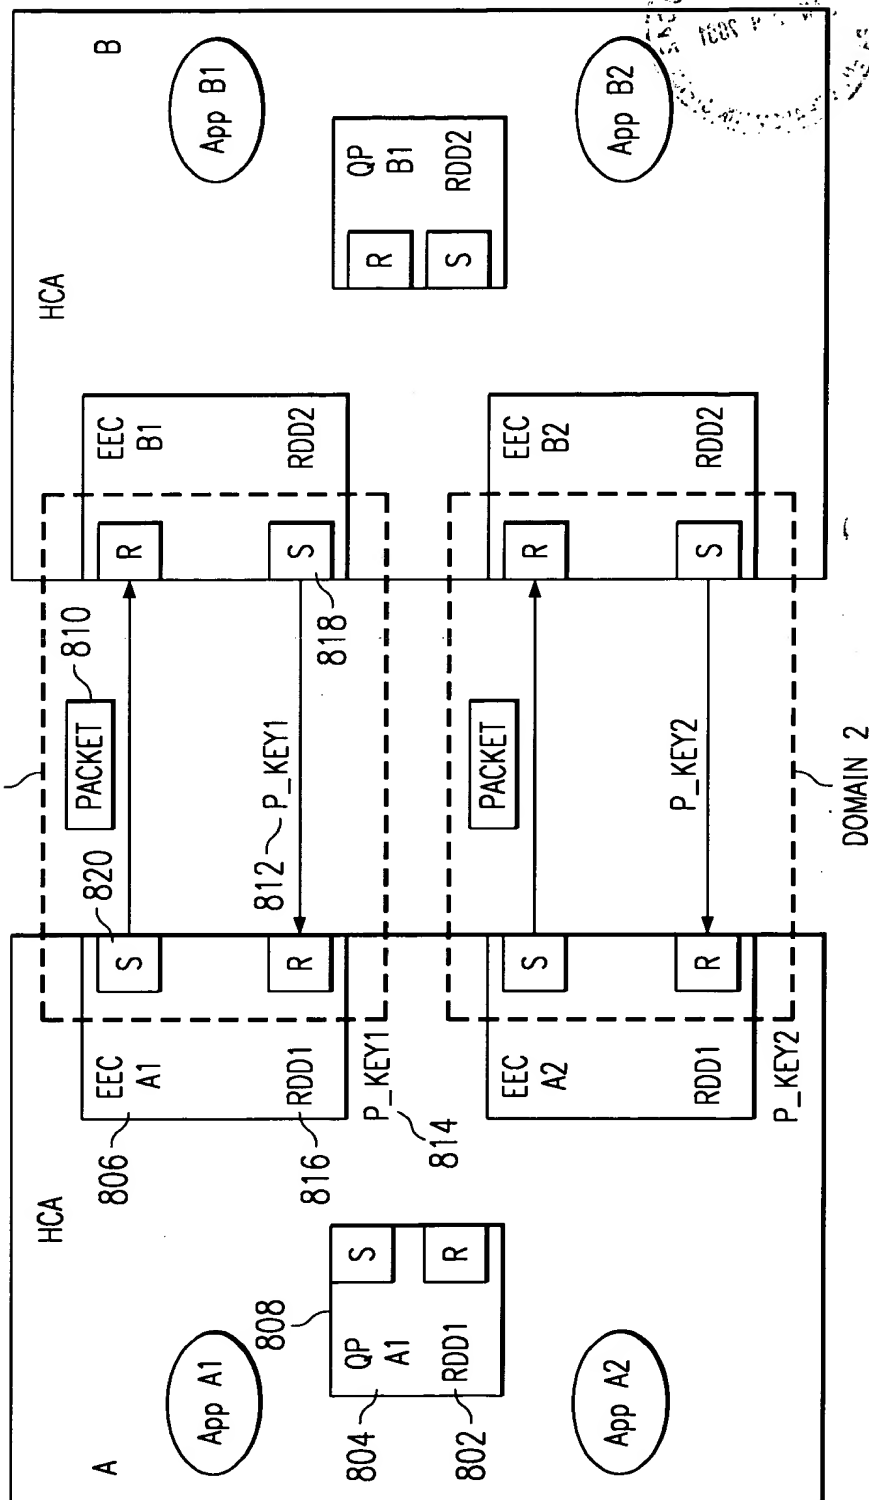 A
HCA
App A1
App A2
808
QP
A1
RDD1
804
802
S
R
EEC
A1
RDD1
806
816
S
R
820
P_KEY1
814
EEC
A2
RDD1
S
R
P_KEY2
PACKET
810
812
P_KEY1
818
PACKET
P_KEY2
DOMAIN 2
B
HCA
EEC
B1
RDD2
R
S
EEC
B2
RDD2
R
S
QP
B1
RDD2
R
S
App B1
App B2